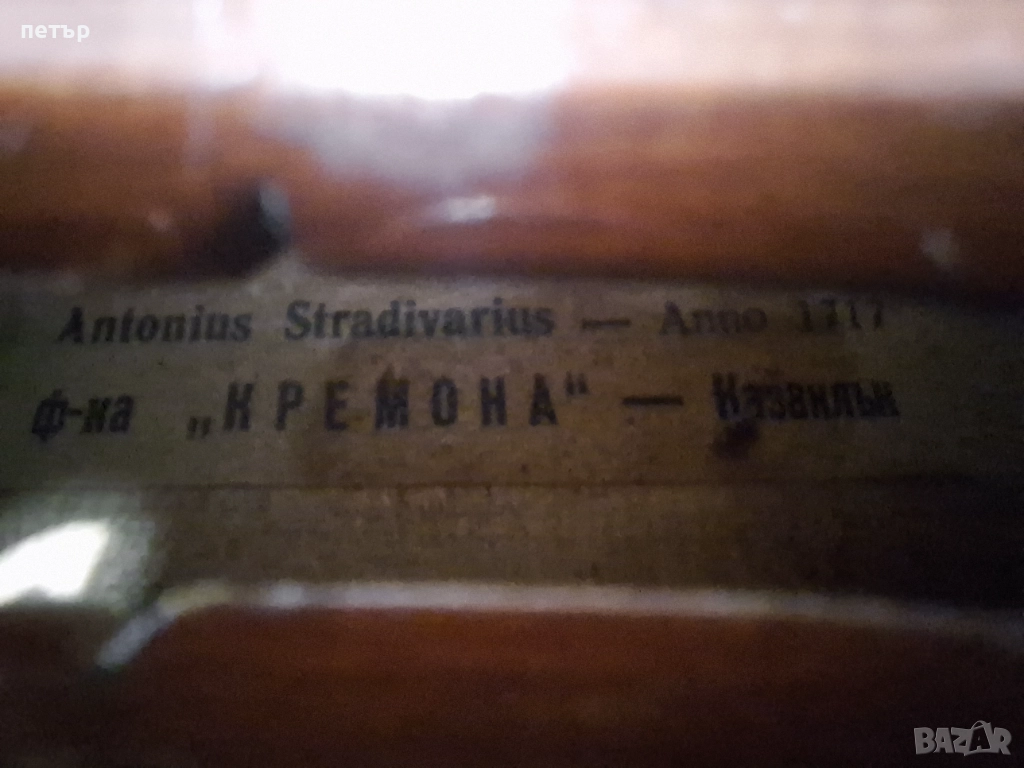 петър
Antonius Stradivarius — Anno 1717
ф-ка „КРЕМОНА“ — Казанлък
BAZAR